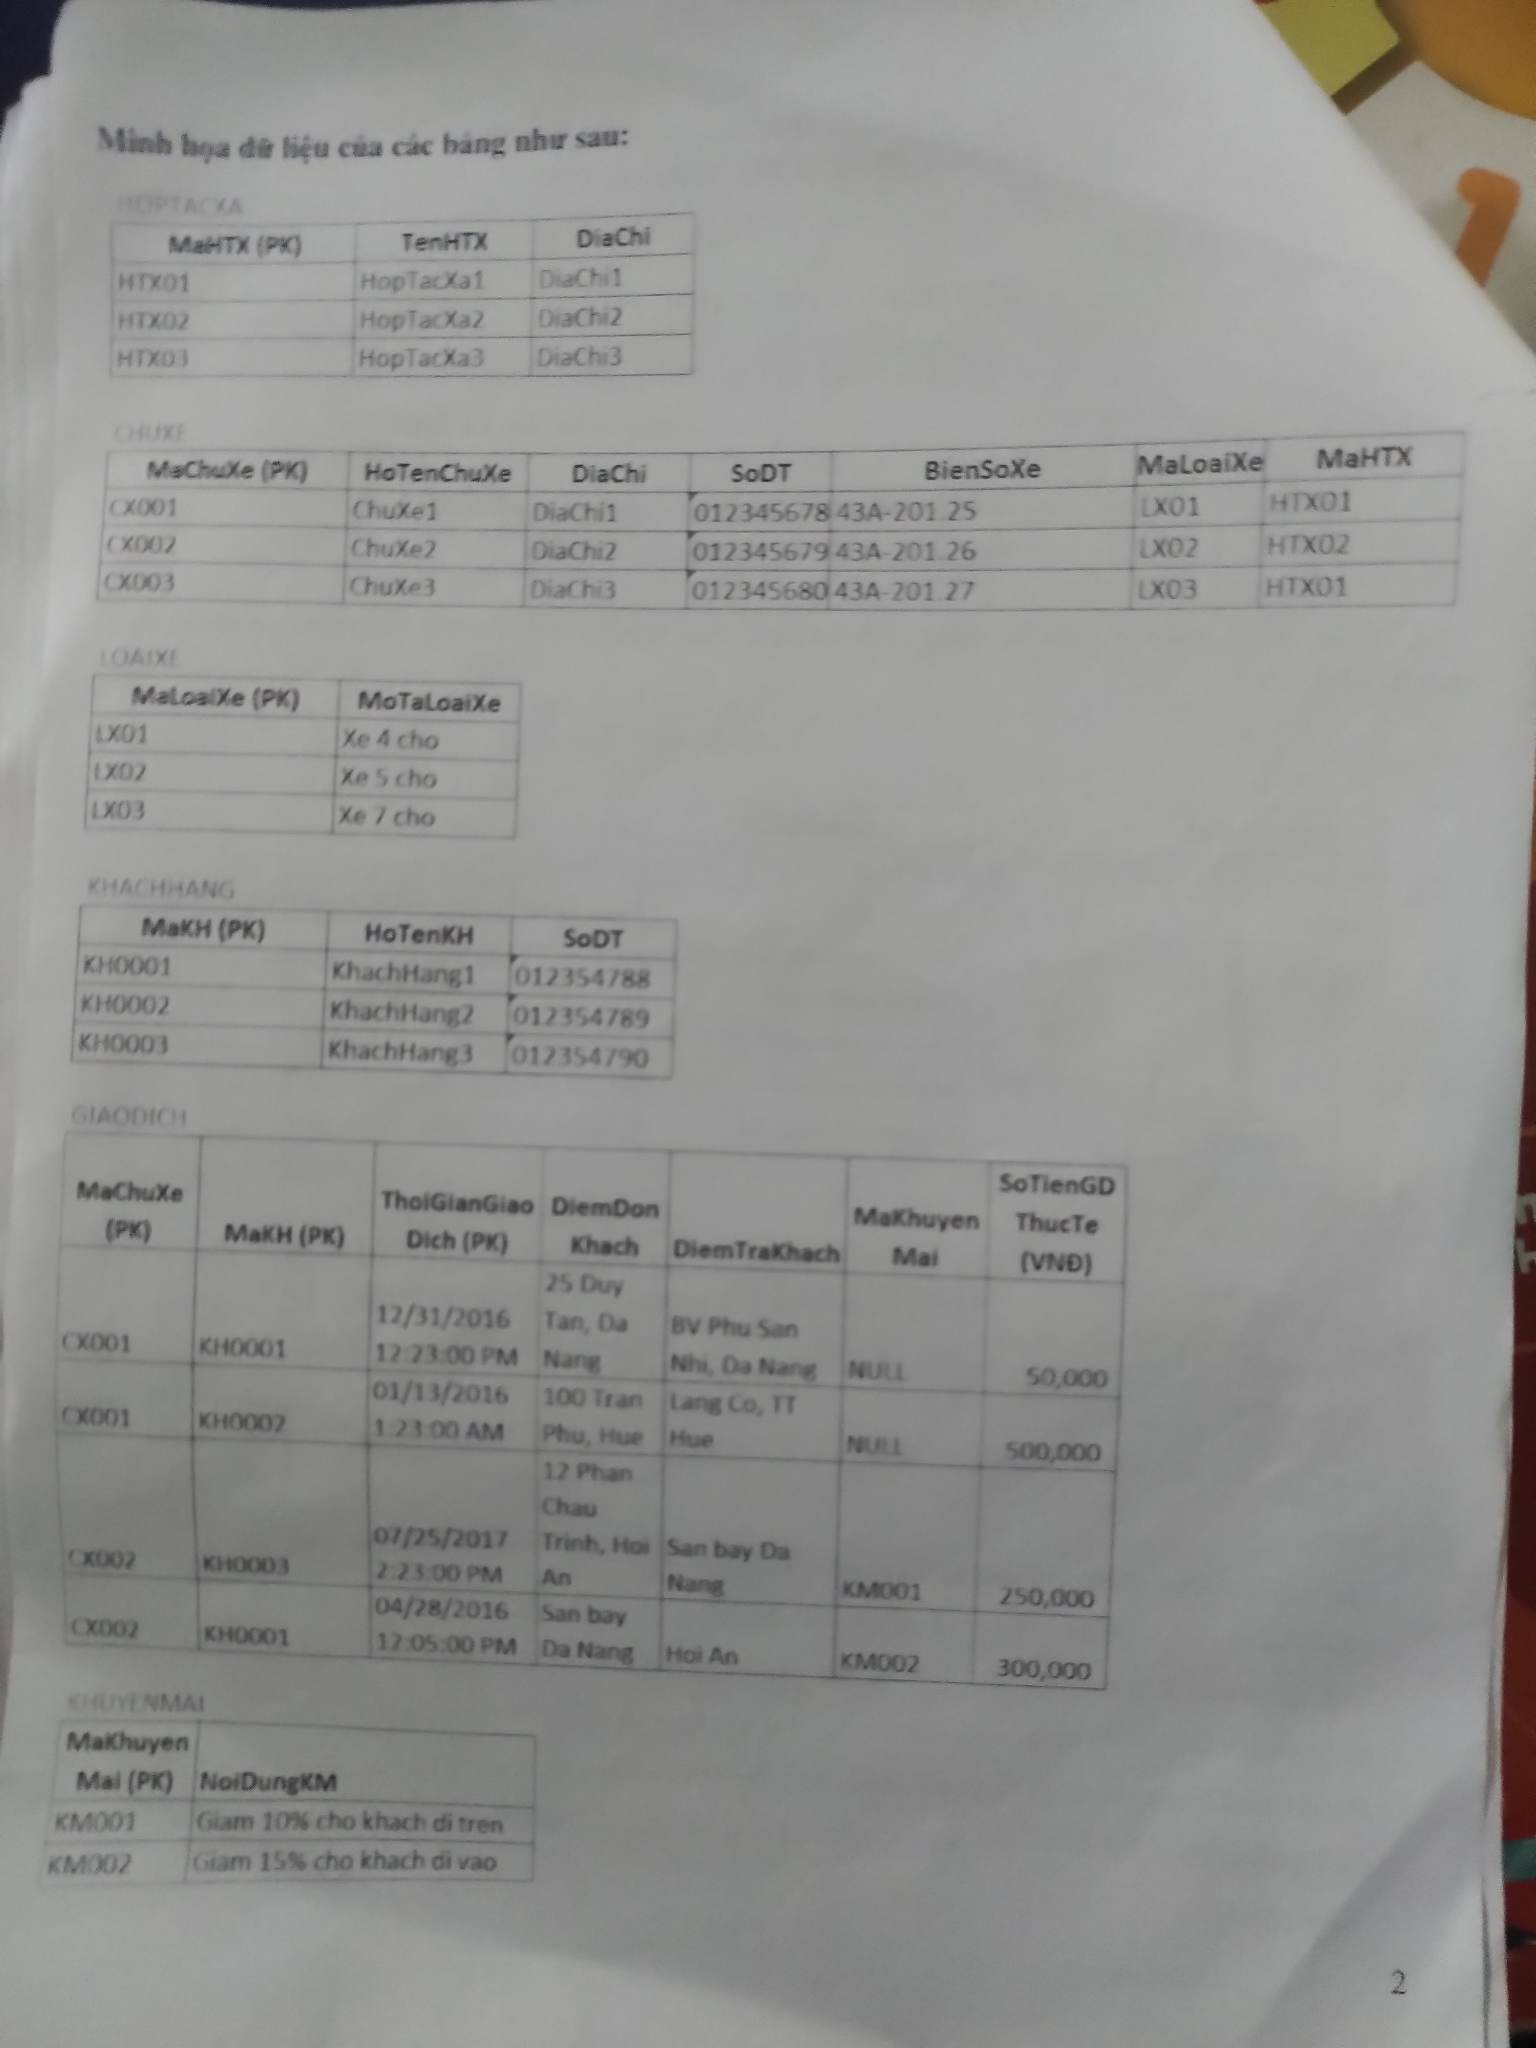 Minh họa dữ liệu của các bảng như sau:
HOPTACXA
MaHTX (PK) TenHTX DiaChi
HTX01 HopTacXa1 DiaChi1
HTX02 HopTacXa2 DiaChi2
HTX03 HopTacXa3 DiaChi3
CHUXE
MaChuXe (PK) HoTenChuXe DiaChi SoDT BienSoXe MaLoaiXe MaHTX
CX001 ChuXe1 DiaChi1 012345678 43A-201.25 LX01 HTX01
CX002 ChuXe2 DiaChi2 012345679 43A-201.26 LX02 HTX02
CX003 ChuXe3 DiaChi3 012345680 43A-201.27 LX03 HTX01
LOAIXE
MaLoaiXe (PK) MoTaLoaiXe
LX01 Xe 4 cho
LX02 Xe 5 cho
LX03 Xe 7 cho
KHACHHANG
MaKH (PK) HoTenKH SoDT
KH0001 KhachHang1 012354788
KH0002 KhachHang2 012354789
KH0003 KhachHang3 012354790
GIAODICH
SoTienGD
MaChuXe ThoiGianGiao DiemDon MaKhuyen ThucTe
(PK) MaKH (PK) Dich (PK) Khach DiemTraKhach Mai (VNĐ)
25 Duy
12/31/2016 Tan, Da BV Phu San
CX001 KH0001 12:23:00 PM Nang Nhi, Da Nang NULL 50,000
01/13/2016 100 Tran Lang Co, TT
CX001 KH0002 1:23:00 AM Phu, Hue Hue NULL 500,000
12 Phan
Chau
07/25/2017 Trinh, Hoi San bay Da
CX002 KH0003 2:23:00 PM An Nang KM001 250,000
04/28/2016 San bay
CX002 KH0001 12:05:00 PM Da Nang Hoi An KM002 300,000
KHUYENMAI
MaKhuyen
Mai (PK) NoiDungKM
KM001 Giam 10% cho khach di tren
KM002 Giam 15% cho khach di vao
2